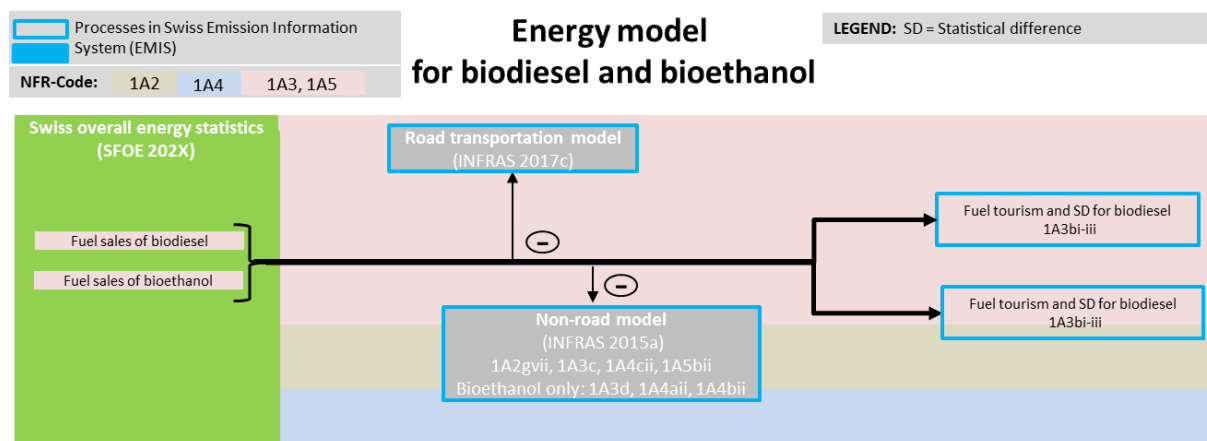 Processes in Swiss Emission Information
System (EMIS)
NFR-Code: 1A2 1A4 1A3, 1A5
Energy model
for biodiesel and bioethanol
LEGEND: SD = Statistical difference
Swiss overall energy statistics
(SFOE 202X)
Fuel sales of biodiesel
Fuel sales of bioethanol
Road transportation model
(INFRAS 2017c)
-
-
Non-road model
(INFRAS 2015a)
1A2gvii, 1A3c, 1A4cii, 1A5bii
Bioethanol only: 1A3d, 1A4aii, 1A4bii
Fuel tourism and SD for biodiesel
1A3bi-iii
Fuel tourism and SD for biodiesel
1A3bi-iii